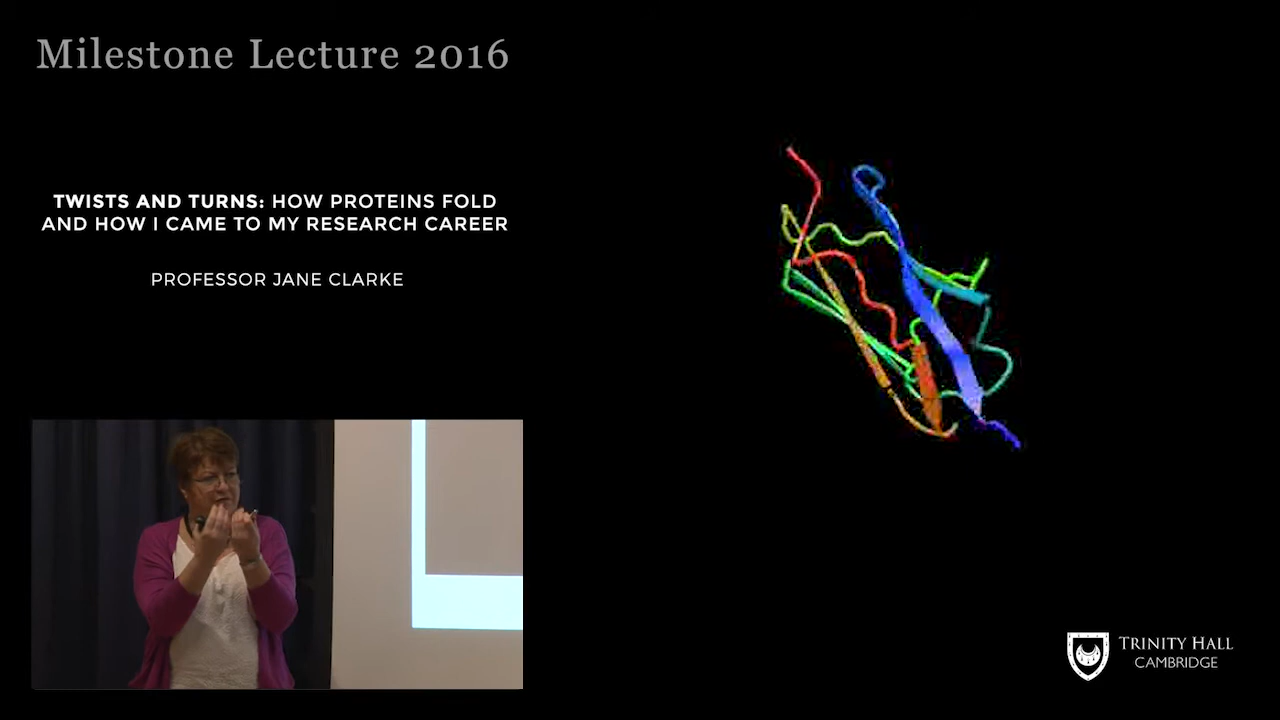 Milestone Lecture 2016
TWISTS AND TURNS: HOW PROTEINS FOLD
AND HOW I CAME TO MY RESEARCH CAREER
PROFESSOR JANE CLARKE
TRINITY HALL
CAMBRIDGE